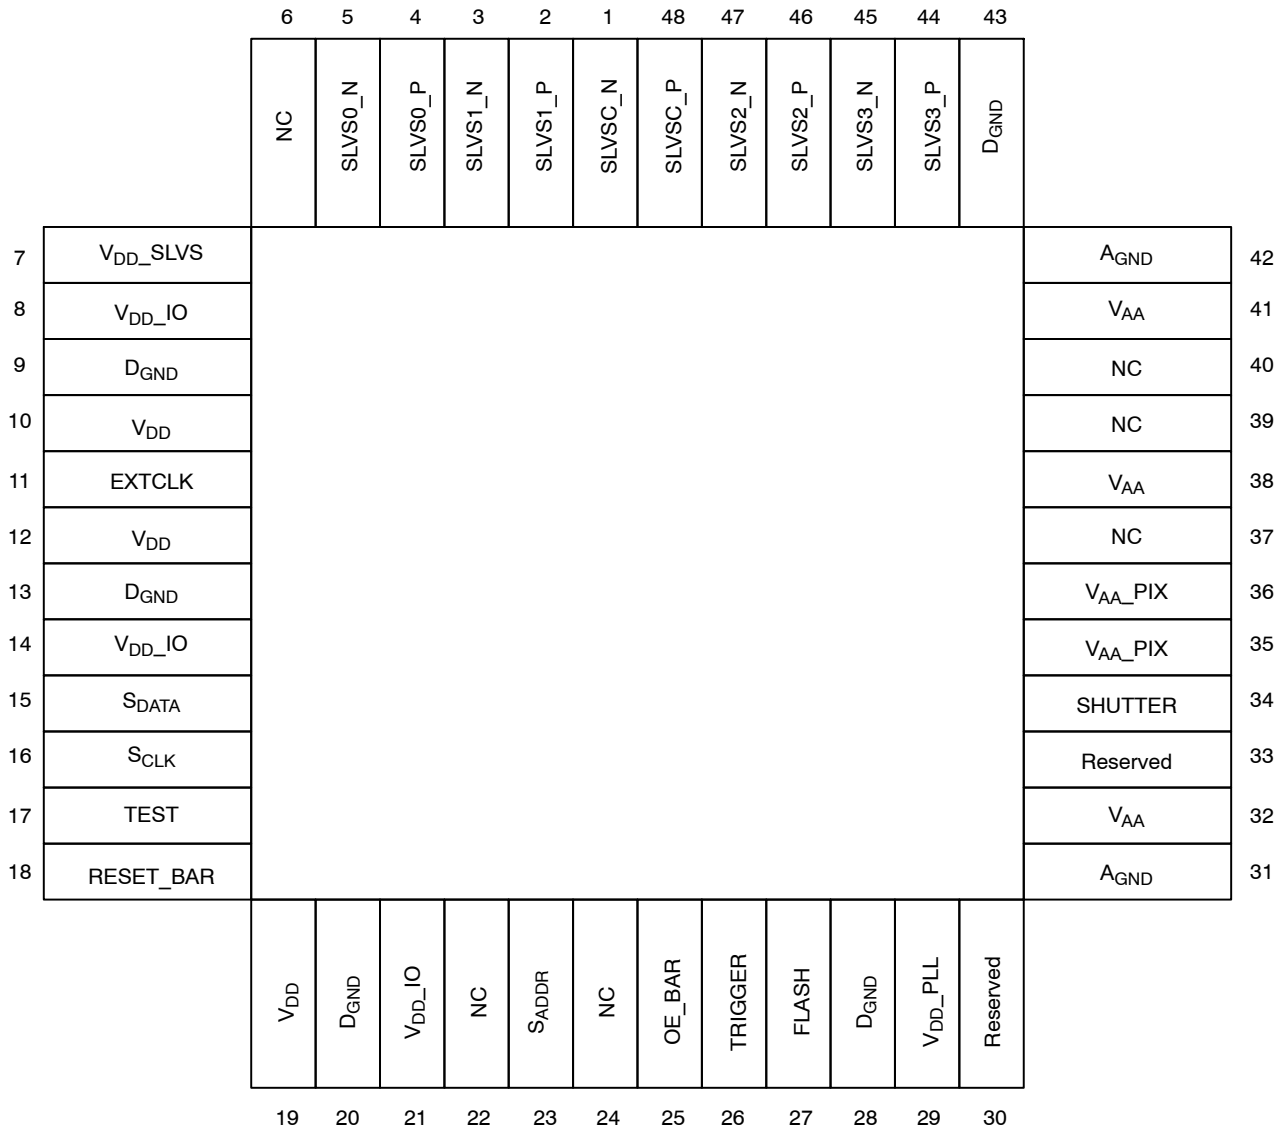 6 5 4 3 2 1 48 47 46 45 44 43
NC
SLVS0_N
SLVS0_P
SLVS1_N
SLVS1_P
SLVSC_N
SLVSC_P
SLVS2_N
SLVS2_P
SLVS3_N
SLVS3_P
DGND
7 VDD_SLVS
8 VDD_IO
9 DGND
10 VDD
11 EXTCLK
12 VDD
13 DGND
14 VDD_IO
15 SDATA
16 SCLK
17 TEST
18 RESET_BAR
AGND 42
VAA 41
NC 40
NC 39
VAA 38
NC 37
VAA_PIX 36
VAA_PIX 35
SHUTTER 34
Reserved 33
VAA 32
AGND 31
VDD
DGND
VDD_IO
NC
SADDR
NC
OE_BAR
TRIGGER
FLASH
DGND
VDD_PLL
Reserved
19 20 21 22 23 24 25 26 27 28 29 30